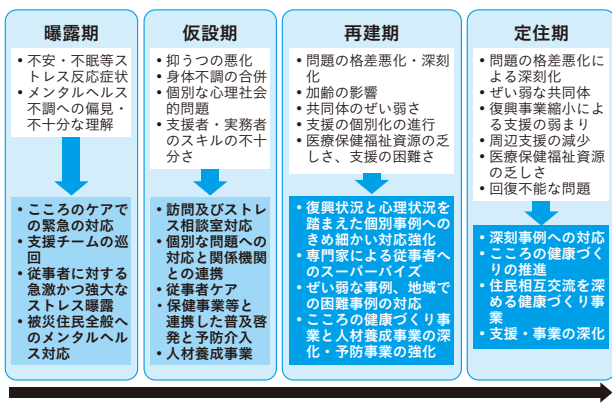 曝露期
• 不安・不眠等ス
トレス反応症状
• メンタルヘルス
不調への偏見・
不十分な理解
• こころのケアで
の緊急の対応
• 支援チームの巡
回
• 従事者に対する
急激かつ強大な
ストレス曝露
• 被災住民全般へ
のメンタルヘル
ス対応
仮設期
• 抑うつの悪化
• 身体不調の合併
• 個別な心理社会
的問題
• 支援者・実務者
のスキルの不十
分さ
• 訪問及びストレ
ス相談室対応
• 個別な問題への
対応と関係機関
との連携
• 従事者ケア
• 保健事業等と
連携した普及啓
発と予防介入
• 人材養成事業
再建期
• 問題の格差悪化・深刻
化
• 加齢の影響
• 共同体のぜい弱さ
• 支援の個別化の進行
• 医療保健福祉資源の乏
しさ、支援の困難さ
• 復興状況と心理状況を
踏まえた個別事例への
きめ細かい対応強化
• 専門家による従事者へ
のスーパーバイズ
• ぜい弱な事例、地域で
の困難事例の対応
• こころの健康づくり事
業と人材養成事業の深
化・予防事業の強化
定住期
• 問題の格差悪化に
よる深刻化
• ぜい弱な共同体
• 復興事業縮小によ
る支援の弱まり
• 周辺支援の減少
• 医療保健福祉資源
の乏しさ
• 回復不能な問題
• 深刻事例への対応
• こころの健康づく
りの推進
• 住民相互交流を深
める健康づくり事
業
• 支援・事業の深化